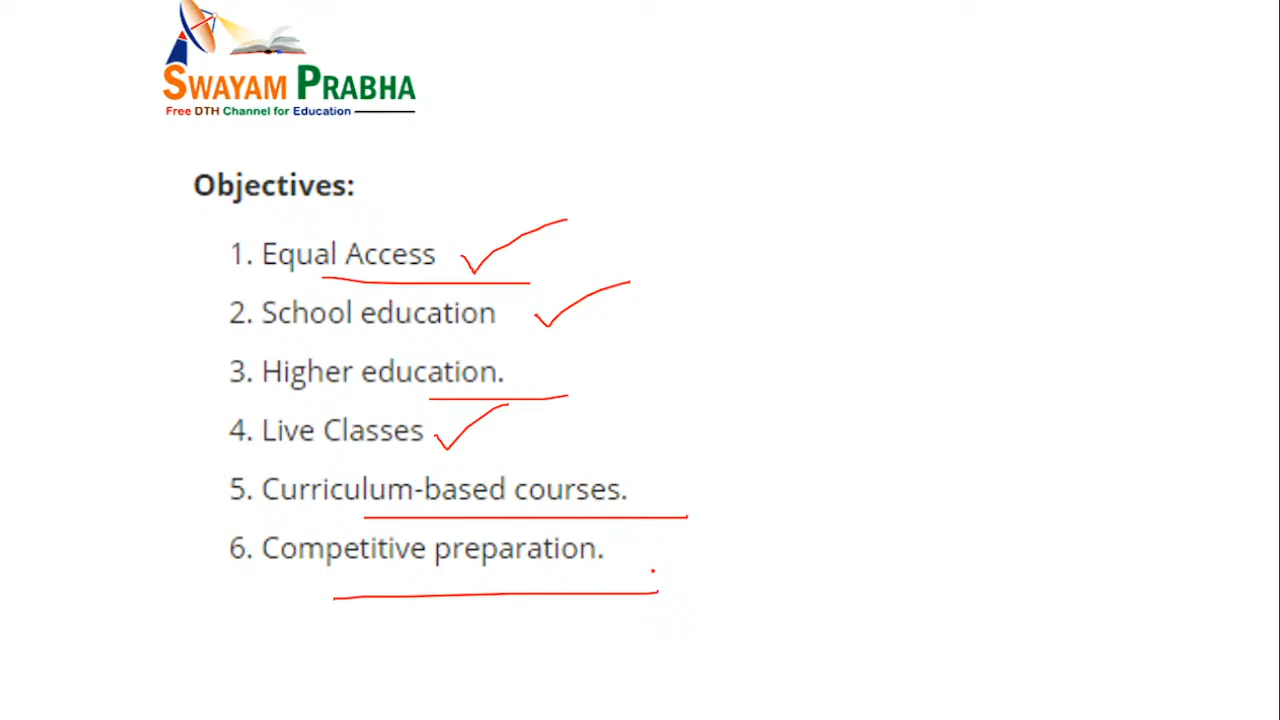 SWAYAM PRABHA
Free DTH Channel for Education
Objectives:
1. Equal Access
2. School education
3. Higher education.
4. Live Classes
5. Curriculum-based courses.
6. Competitive preparation.